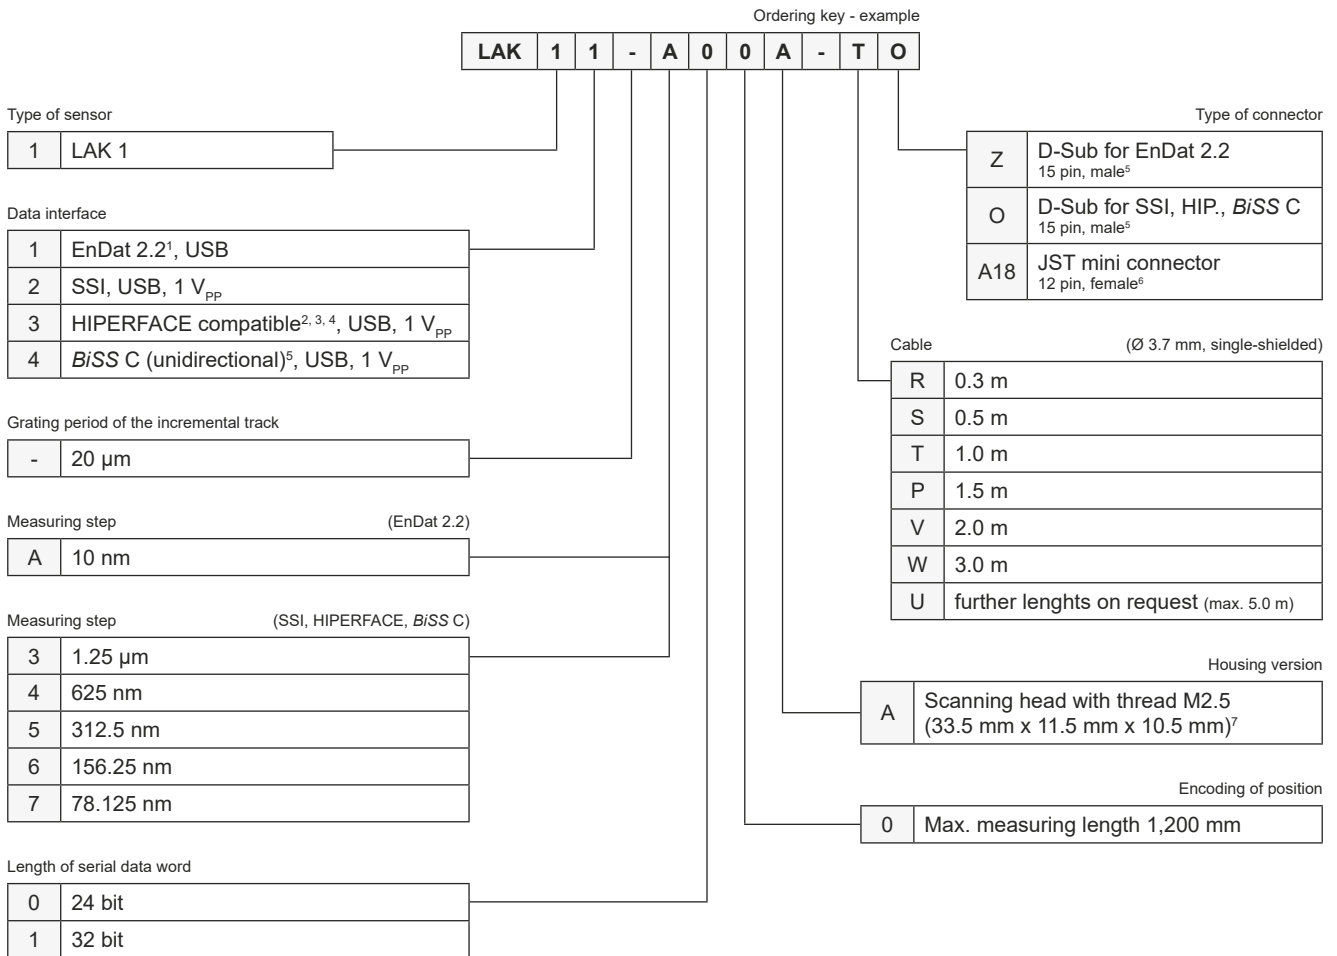 Ordering key - example
LAK 1 1 - A 0 0 A - T O
Type of sensor
1 LAK 1
Data interface
1 EnDat 2.2¹, USB
2 SSI, USB, 1 VPP
3 HIPERFACE compatible²,³,⁴, USB, 1 VPP
4 BiSS C (unidirectional)⁵, USB, 1 VPP
Grating period of the incremental track
- 20 µm
Measuring step (EnDat 2.2)
A 10 nm
Measuring step (SSI, HIPERFACE, BiSS C)
3 1.25 µm
4 625 nm
5 312.5 nm
6 156.25 nm
7 78.125 nm
Length of serial data word
0 24 bit
1 32 bit
Type of connector
Z D-Sub for EnDat 2.2
15 pin, male⁵
O D-Sub for SSI, HIP., BiSS C
15 pin, male⁵
A18 JST mini connector
12 pin, female⁶
Cable (Ø 3.7 mm, single-shielded)
R 0.3 m
S 0.5 m
T 1.0 m
P 1.5 m
V 2.0 m
W 3.0 m
U further lenghts on request (max. 5.0 m)
Housing version
A Scanning head with thread M2.5
(33.5 mm x 11.5 mm x 10.5 mm)⁷
Encoding of position
0 Max. measuring length 1,200 mm